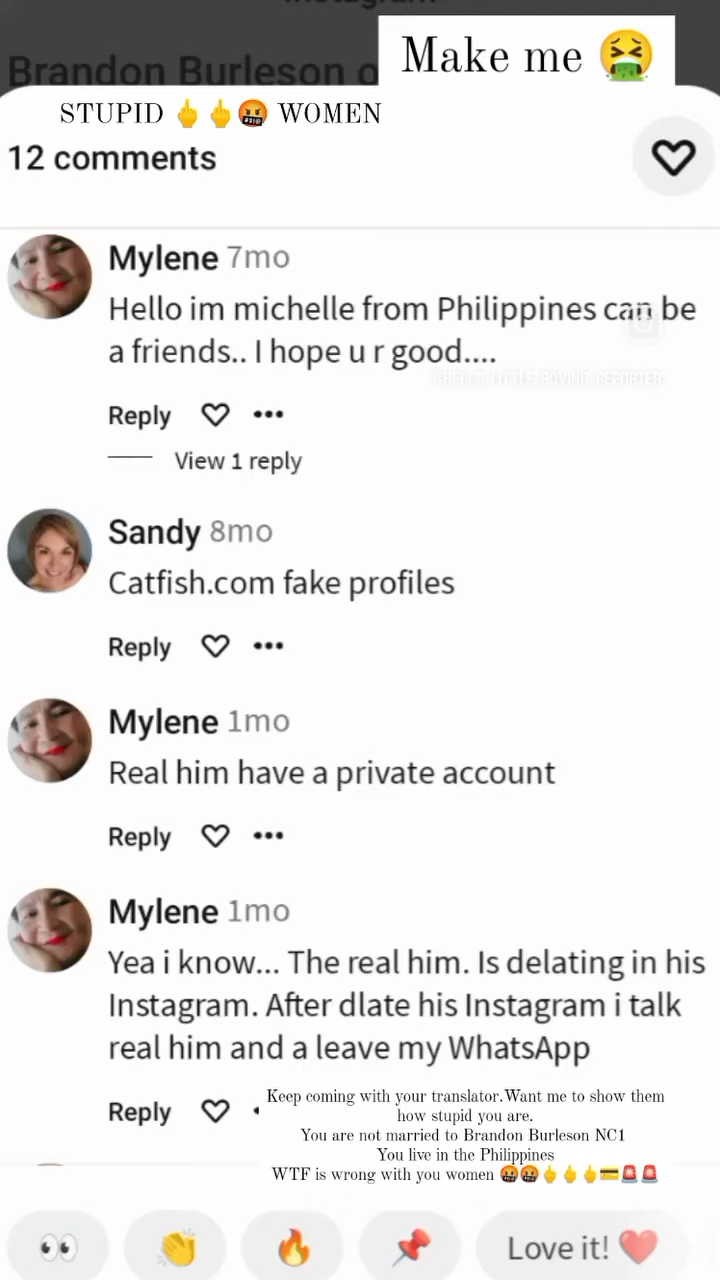 Instagram
Brandon Burleson o
Make me 🤮
STUPID 🖕🖕🤬 WOMEN
12 comments
Mylene 7mo
Hello im michelle from Philippines can be
a friends.. I hope u r good....
Reply
View 1 reply
Sandy 8mo
Catfish.com fake profiles
Reply
Mylene 1mo
Real him have a private account
Reply
Mylene 1mo
Yea i know... The real him. Is delating in his
Instagram. After dlate his Instagram i talk
real him and a leave my WhatsApp
Reply
Keep coming with your translator.Want me to show them
how stupid you are.
You are not married to Brandon Burleson NC1
You live in the Philippines
WTF is wrong with you women 🤬🤬🖕🖕🖕💳🚨🚨
👀 👏 🔥 📌 Love it! ❤️